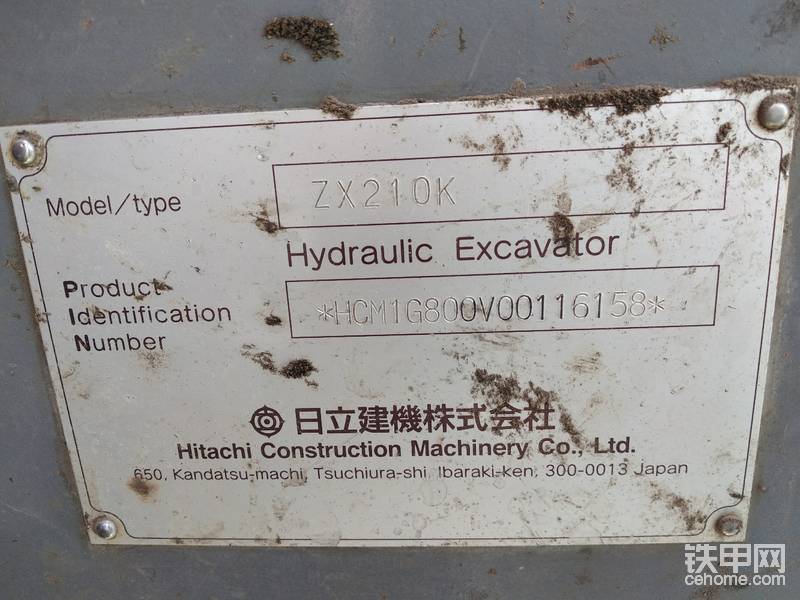 Model/type ZX210K
Hydraulic Excavator
Product
Identification
Number
*HCM1G800V00116158*
日立建機株式会社
Hitachi Construction Machinery Co., Ltd.
650, Kandatsu-machi, Tsuchiura-shi Ibaraki-ken, 300-0013 Japan
铁甲网
cehome.com